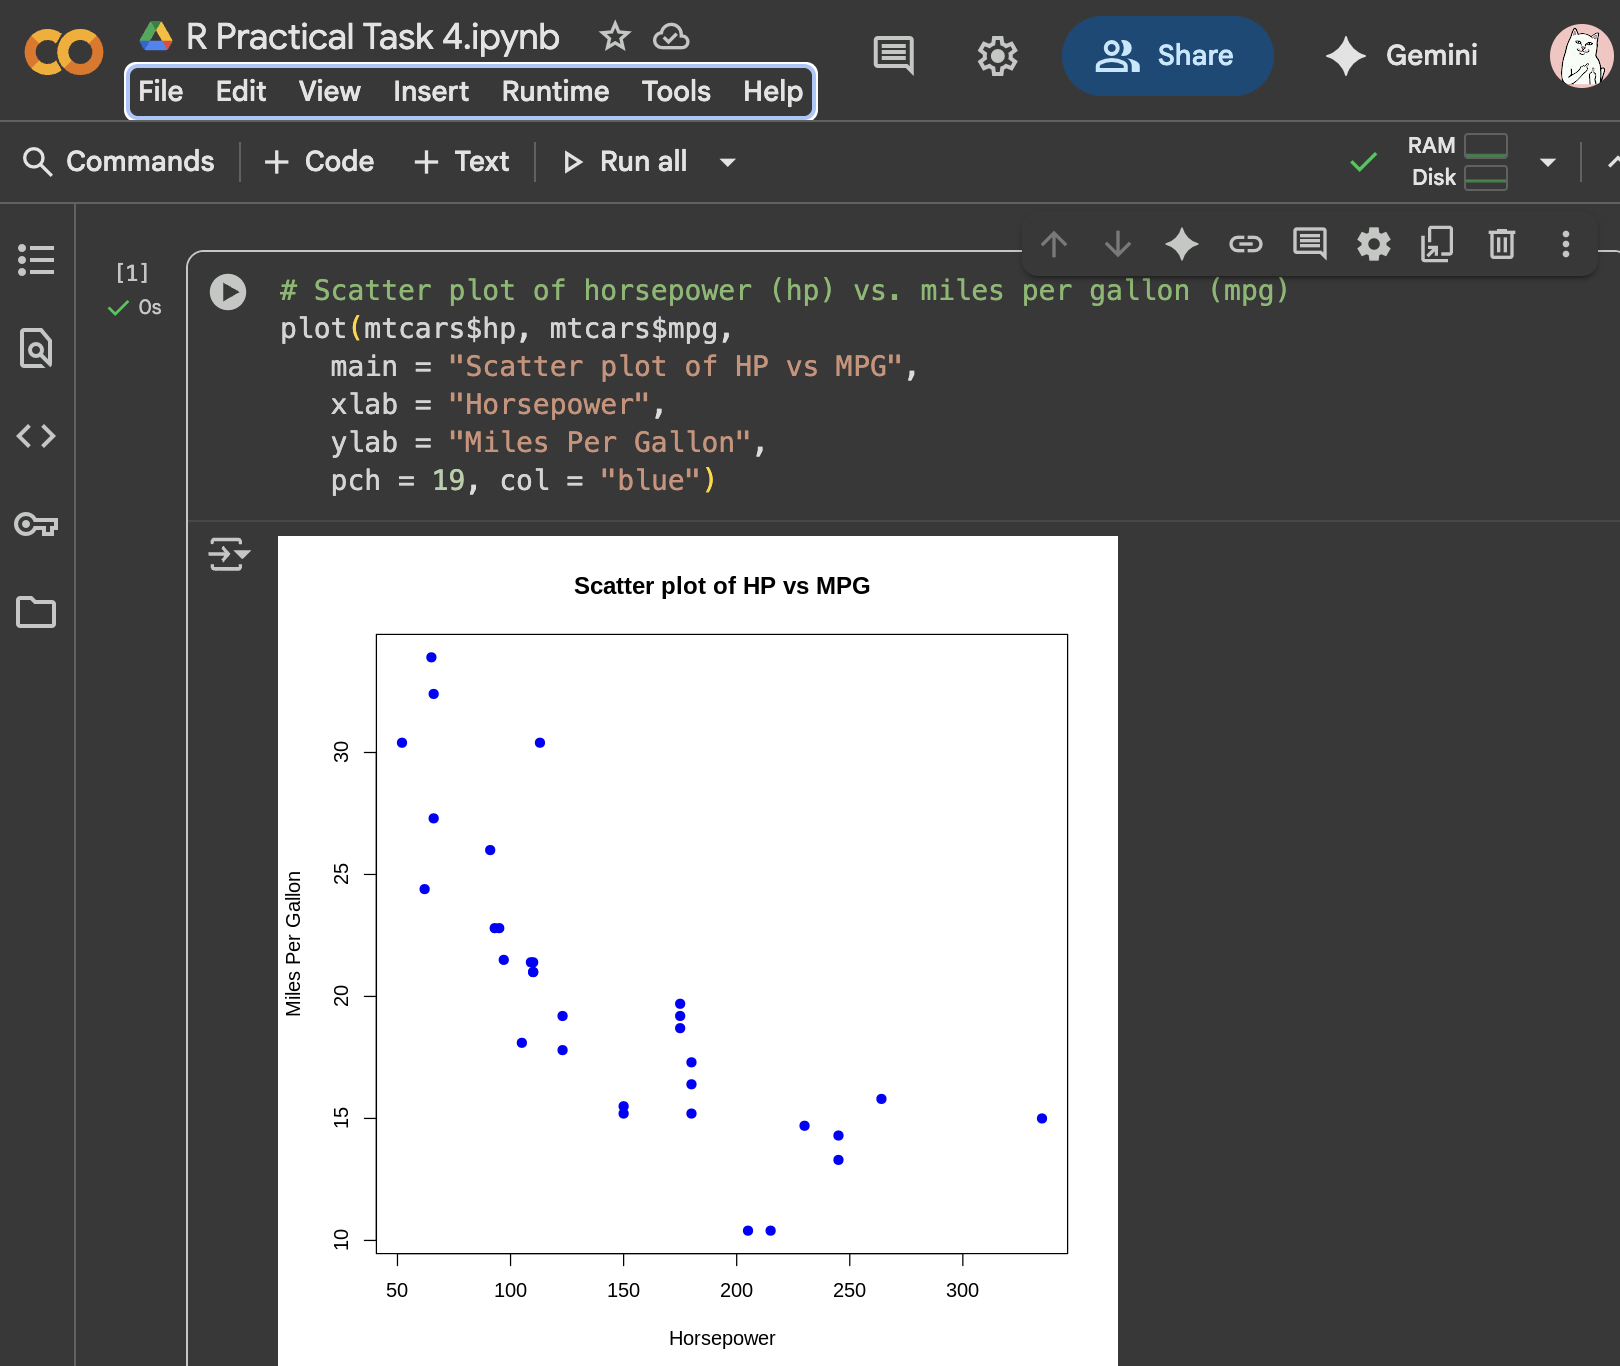 R Practical Task 4.ipynb
File Edit View Insert Runtime Tools Help
Share
Gemini
Commands + Code + Text Run all
RAM
Disk
[1]
0s
# Scatter plot of horsepower (hp) vs. miles per gallon (mpg)
plot(mtcars$hp, mtcars$mpg,
main = "Scatter plot of HP vs MPG",
xlab = "Horsepower",
ylab = "Miles Per Gallon",
pch = 19, col = "blue")
Scatter plot of HP vs MPG
30
25
20
15
10
Miles Per Gallon
50 100 150 200 250 300
Horsepower